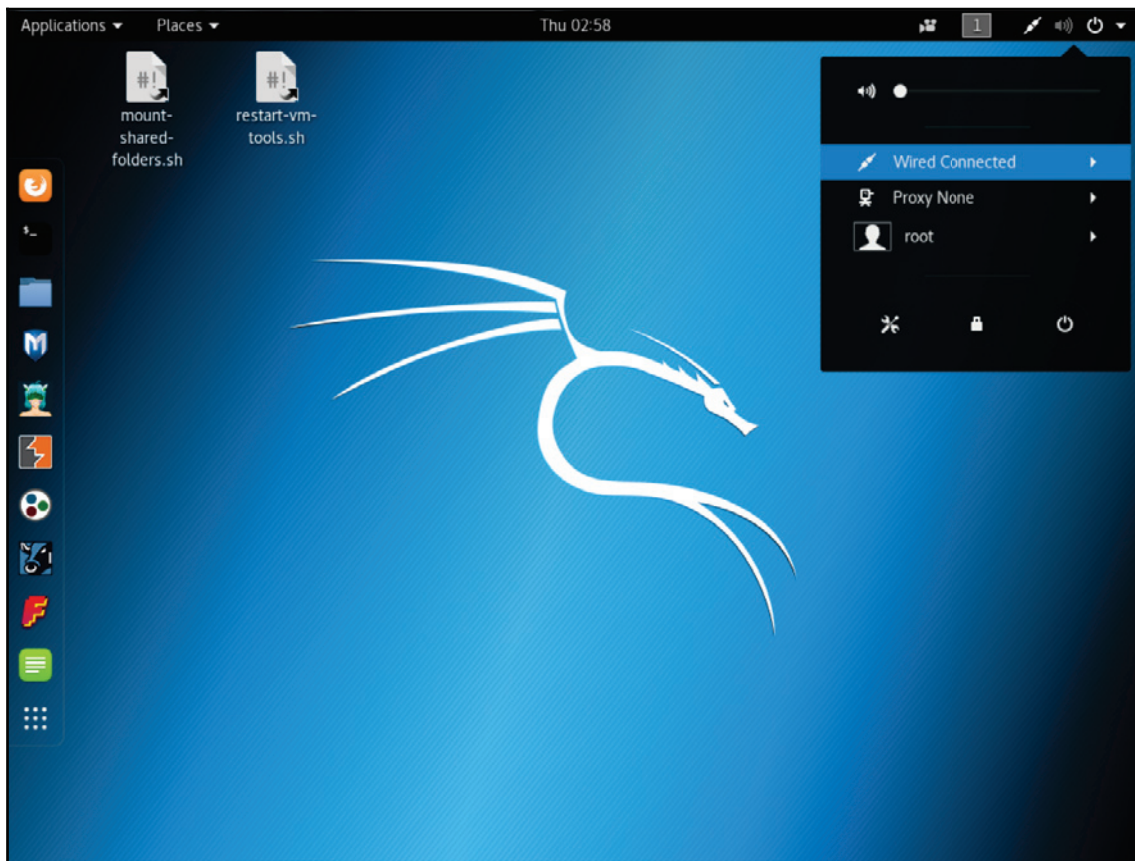 Applications Places Thu 02:58 1
#! #!
mount-
shared-
folders.sh
restart-vm-
tools.sh
Wired Connected
Proxy None
root
$_
M
N
F